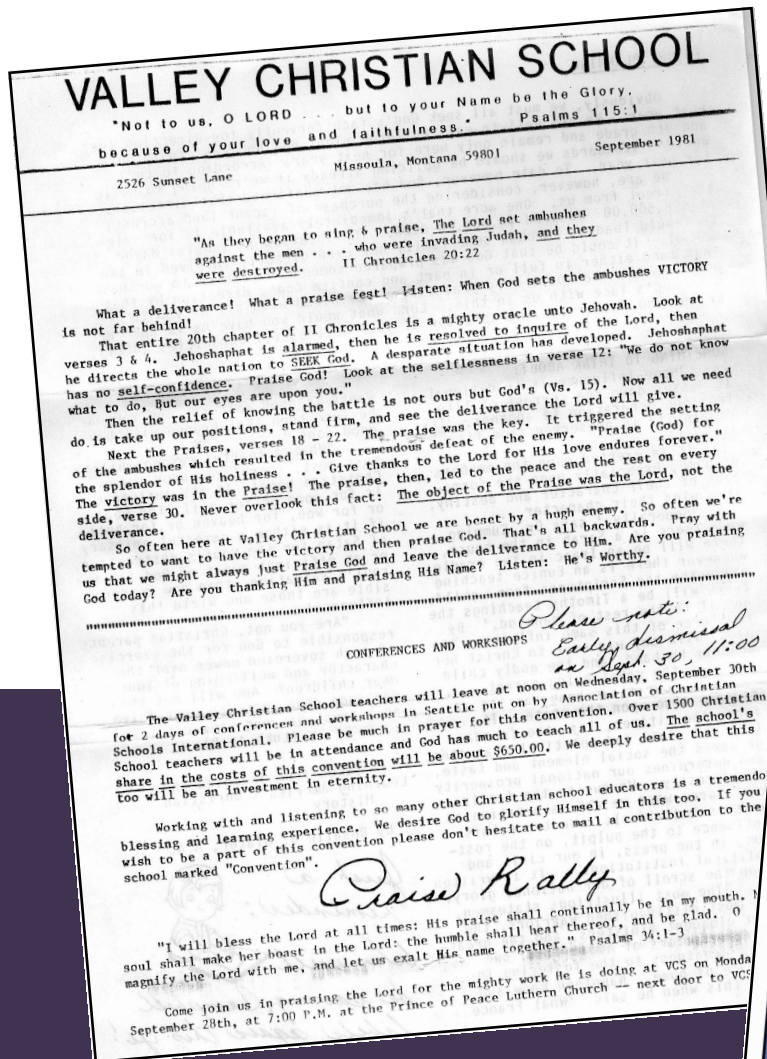 VALLEY CHRISTIAN SCHOOL
"Not to us, O LORD . . . but to your Name be the Glory,
because of your love and faithfulness." Psalms 115:1
2526 Sunset Lane Missoula, Montana 59801 September 1981
"As they began to sing & praise, The Lord set ambushes
against the men . . . who were invading Judah, and they
were destroyed. II Chronicles 20:22
What a deliverance! What a praise fest! Listen: When God sets the ambushes VICTORY
is not far behind!
That entire 20th chapter of II Chronicles is a mighty oracle unto Jehovah. Look at
verses 3 & 4. Jehoshaphat is alarmed, then he is resolved to inquire of the Lord, then
he directs the whole nation to SEEK God. A desparate situation has developed. Jehoshaphat
has no self-confidence. Praise God! Look at the selflessness in verse 12: "We do not know
what to do, But our eyes are upon you."
Then the relief of knowing the battle is not ours but God's (Vs. 15). Now all we need
do is take up our positions, stand firm, and see the deliverance the Lord will give.
Next the Praises, verses 18 - 22. The praise was the key. It triggered the setting
of the ambushes which resulted in the tremendous defeat of the enemy. "Praise (God) for
the splendor of His holiness . . . Give thanks to the Lord for His love endures forever."
The victory was in the Praise! The praise, then, led to the peace and the rest on every
side, verse 30. Never overlook this fact: The object of the Praise was the Lord, not the
deliverance.
So often here at Valley Christian School we are beset by a hugh enemy. So often we're
tempted to want to have the victory and then praise God. That's all backwards. Pray with
us that we might always just Praise God and leave the deliverance to Him. Are you praising
God today? Are you thanking Him and praising His Name? Listen: He's Worthy.
Please note:
Early dismissal
on Sept. 30, 11:00
CONFERENCES AND WORKSHOPS
The Valley Christian School teachers will leave at noon on Wednesday, September 30th
for 2 days of conferences and workshops in Seattle put on by Association of Christian
Schools International. Please be much in prayer for this convention. Over 1500 Christian
School teachers will be in attendance and God has much to teach all of us. The school's
share in the costs of this convention will be about $650.00. We deeply desire that this
too will be an investment in eternity.
Working with and listening to so many other Christian school educators is a tremendo
blessing and learning experience. We desire God to glorify Himself in this too. If you
wish to be a part of this convention please don't hesitate to mail a contribution to the
school marked "Convention".
Praise Rally
"I will bless the Lord at all times: His praise shall continually be in my mouth.
soul shall make her boast in the Lord: the humble shall hear thereof, and be glad. O
magnify the Lord with me, and let us exalt His name together." Psalms 34:1-3
Come join us in praising the Lord for the mighty work He is doing at VCS on Monda
September 28th, at 7:00 P.M. at the Prince of Peace Luthern Church -- next door to VCS